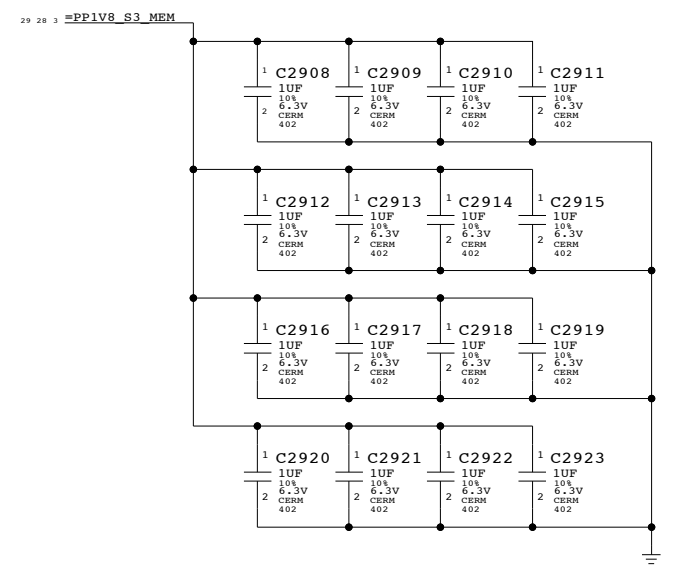 29 28 3 =PP1V8_S3_MEM
1 C2908 1 C2909 1 C2910 1 C2911
1UF 1UF 1UF 1UF
10% 10% 10% 10%
2 6.3V 2 6.3V 2 6.3V 2 6.3V
CERM CERM CERM CERM
402 402 402 402
1 C2912 1 C2913 1 C2914 1 C2915
1UF 1UF 1UF 1UF
10% 10% 10% 10%
2 6.3V 2 6.3V 2 6.3V 2 6.3V
CERM CERM CERM CERM
402 402 402 402
1 C2916 1 C2917 1 C2918 1 C2919
1UF 1UF 1UF 1UF
10% 10% 10% 10%
2 6.3V 2 6.3V 2 6.3V 2 6.3V
CERM CERM CERM CERM
402 402 402 402
1 C2920 1 C2921 1 C2922 1 C2923
1UF 1UF 1UF 1UF
10% 10% 10% 10%
2 6.3V 2 6.3V 2 6.3V 2 6.3V
CERM CERM CERM CERM
402 402 402 402